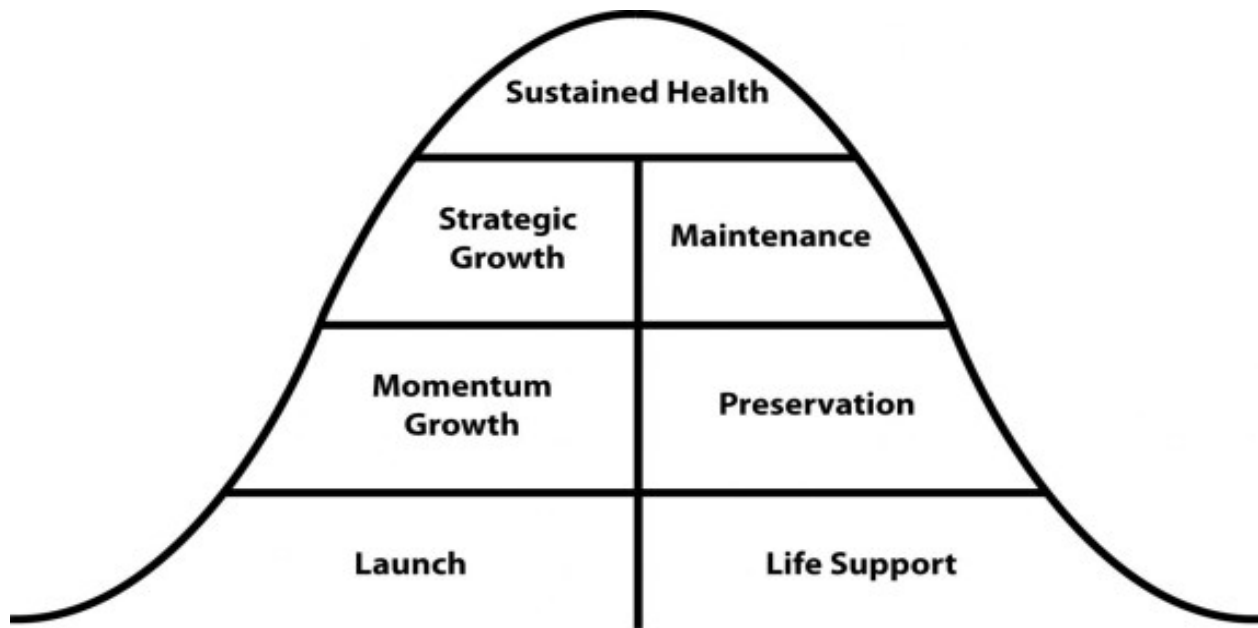 Sustained Health
Strategic
Growth
Maintenance
Momentum
Growth
Preservation
Launch
Life Support